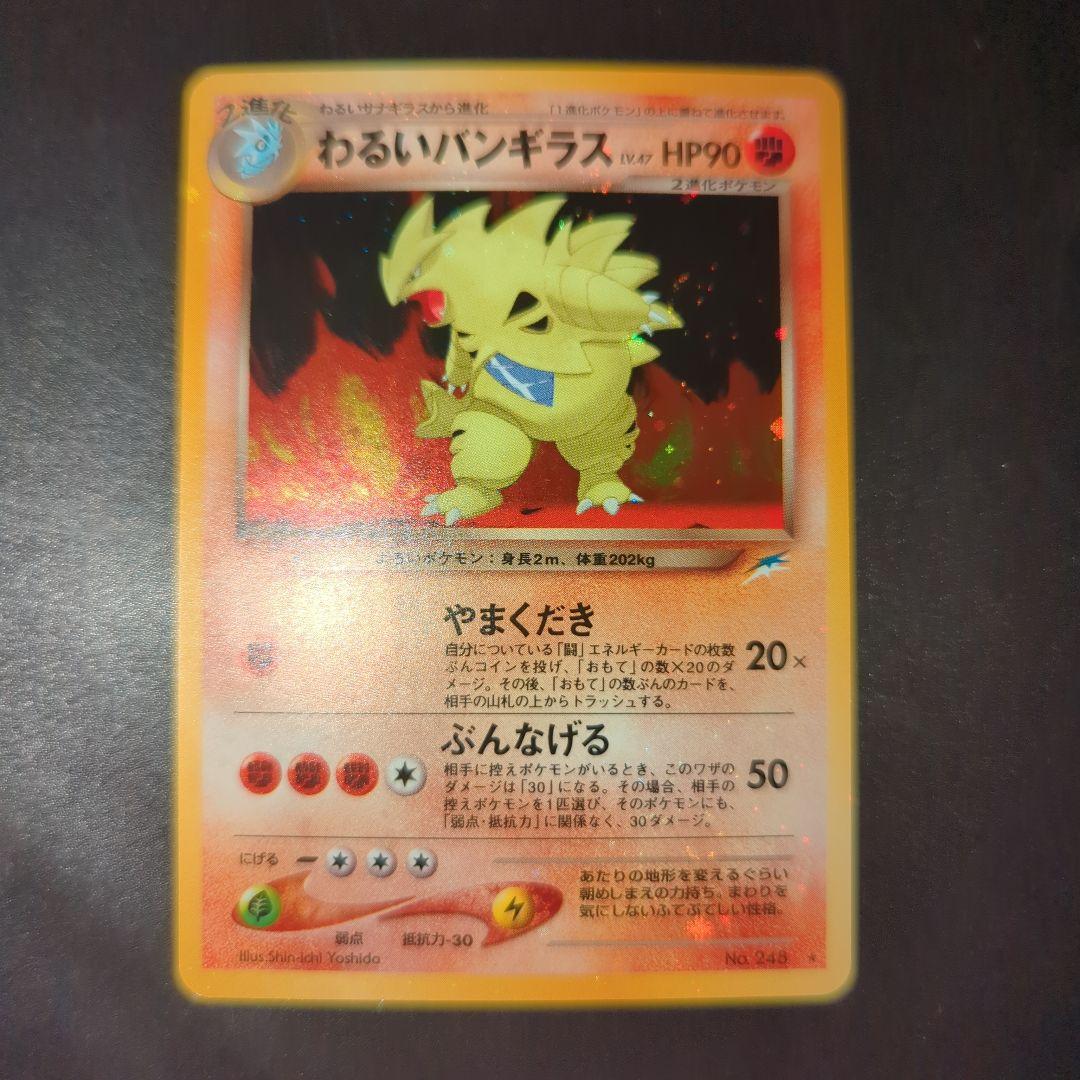 2進化
わるいサナギラスから進化
「1進化ポケモン」の上に重ねて進化させます。
わるいバンギラス LV.47 HP90
2進化ポケモン
よろいポケモン：身長2m、体重202kg
やまくだき
自分についている「闘」エネルギーカードの枚数
ぶんコインを投げ、「おもて」の数×20のダ
メージ。その後、「おもて」の数ぶんのカードを、
相手の山札の上からトラッシュする。
20×
ぶんなげる
相手に控えポケモンがいるとき、このワザの
ダメージは「30」になる。その場合、相手の
控えポケモンを1匹選び、そのポケモンにも、
「弱点・抵抗力」に関係なく、30ダメージ。
50
にげる
弱点
抵抗力-30
あたりの地形を変えるぐらい
朝めしまえの力持ち。まわりを
気にしないふてぶてしい性格。
Illus.Shin-ichi Yoshida
No. 248 ★